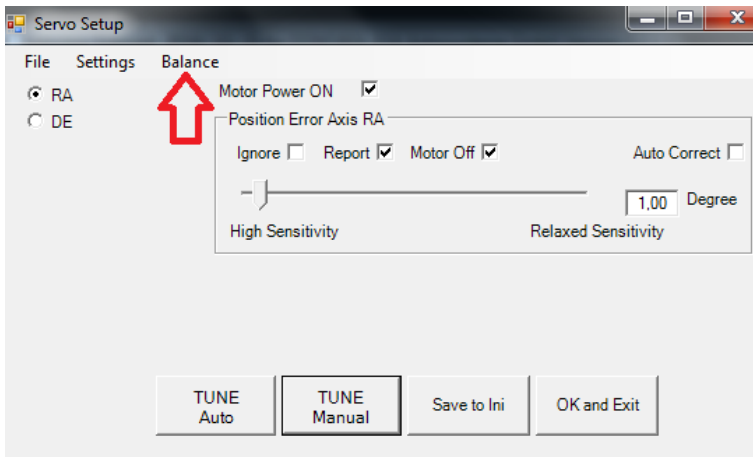 Servo Setup
File Settings Balance
RA
DE
Motor Power ON
Position Error Axis RA
Ignore Report Motor Off Auto Correct
1,00 Degree
High Sensitivity Relaxed Sensitivity
TUNE
Auto
TUNE
Manual
Save to Ini
OK and Exit